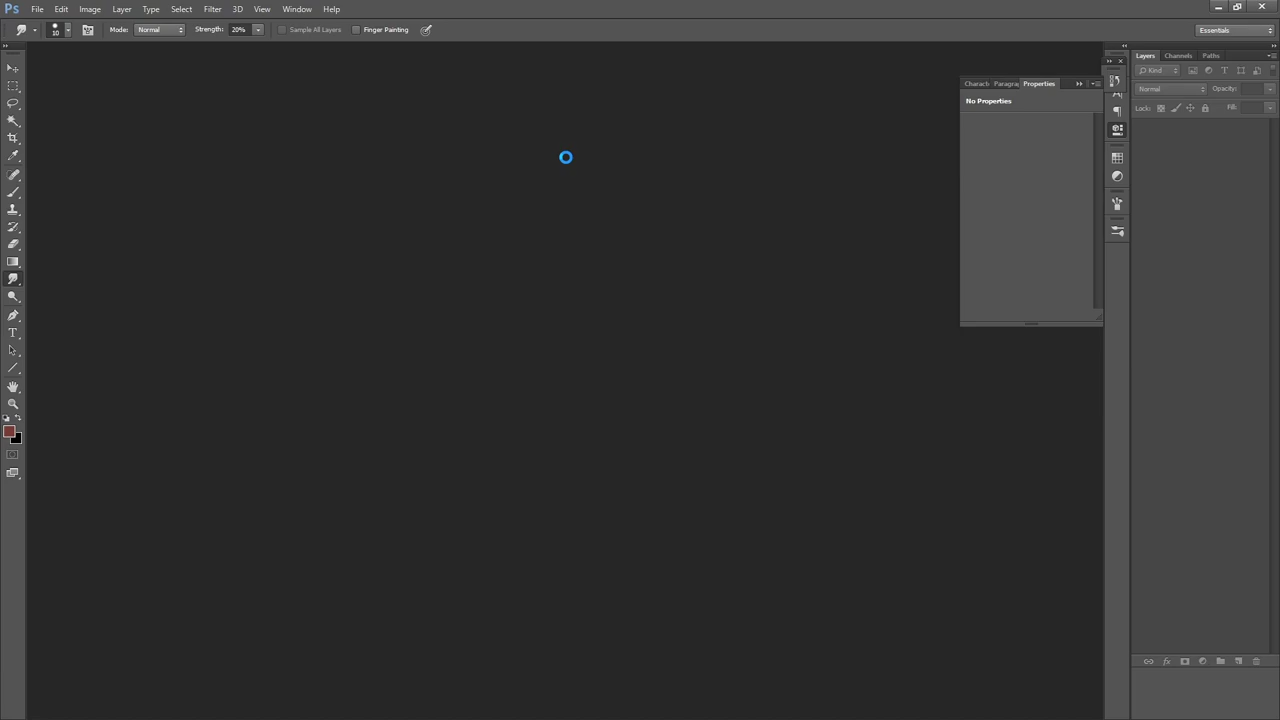 Ps File Edit Image Layer Type Select Filter 3D View Window Help
10 Mode: Normal Strength: 20% Sample All Layers Finger Painting Essentials
Layers Channels Paths
Kind
Charact Paragra Properties
Normal Opacity:
No Properties
Lock: Fill: